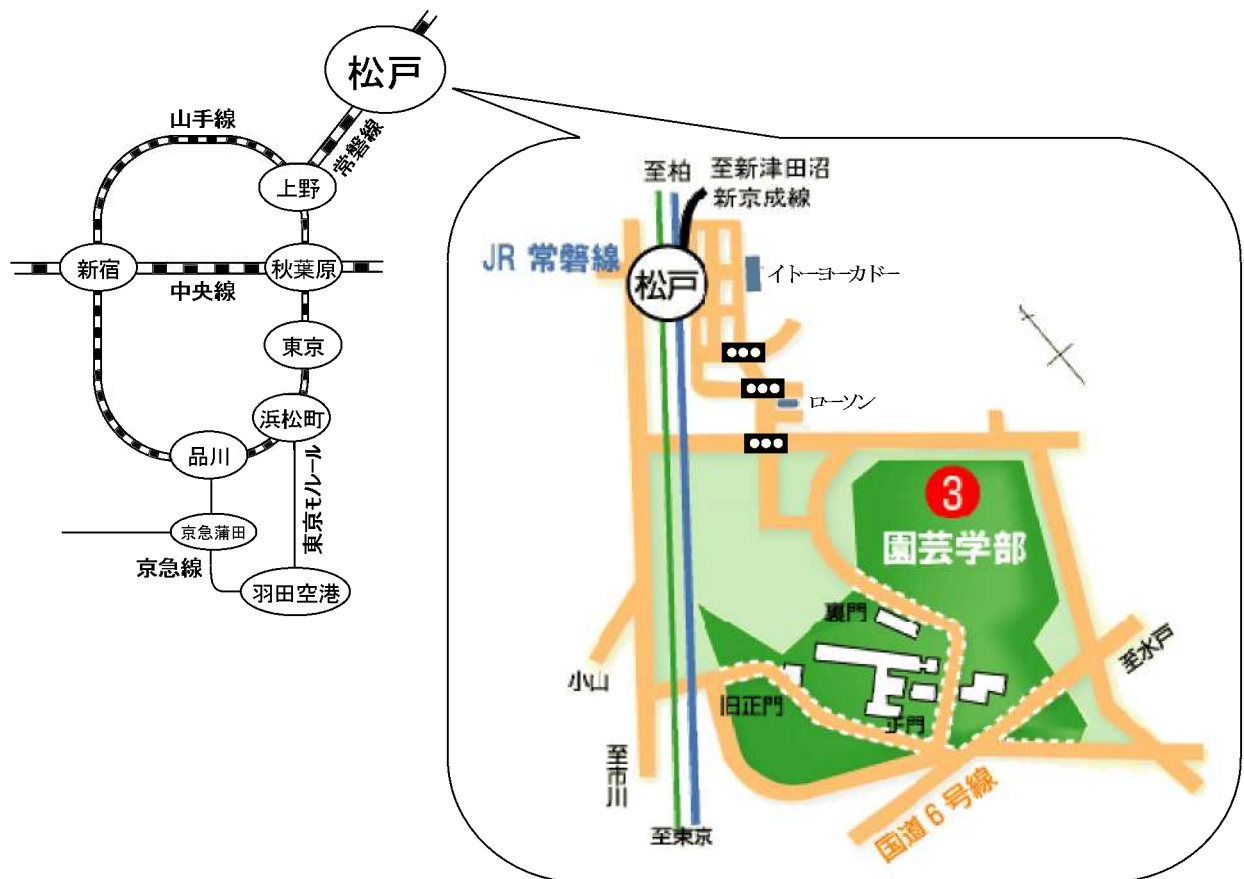 松戸
山手線
常磐線
上野
新宿
秋葉原
中央線
東京
浜松町
品川
東京モノレール
京急蒲田
京急線
羽田空港
至柏
至新津田沼
新京成線
JR 常磐線
松戸
イトーヨーカドー
ローソン
3
園芸学部
裏門
至水戸
小山
旧正門
正門
至市川
国道6号線
至東京